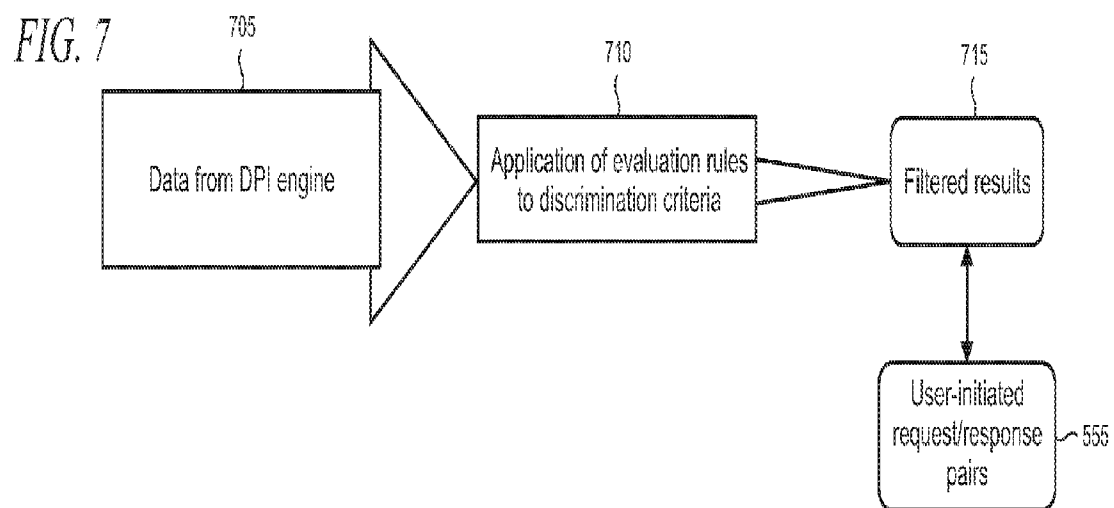 FIG. 7
705
710
715
Data from DPI engine
Application of evaluation rules
to discrimination criteria
Filtered results
User-initiated
request/response
pairs
555